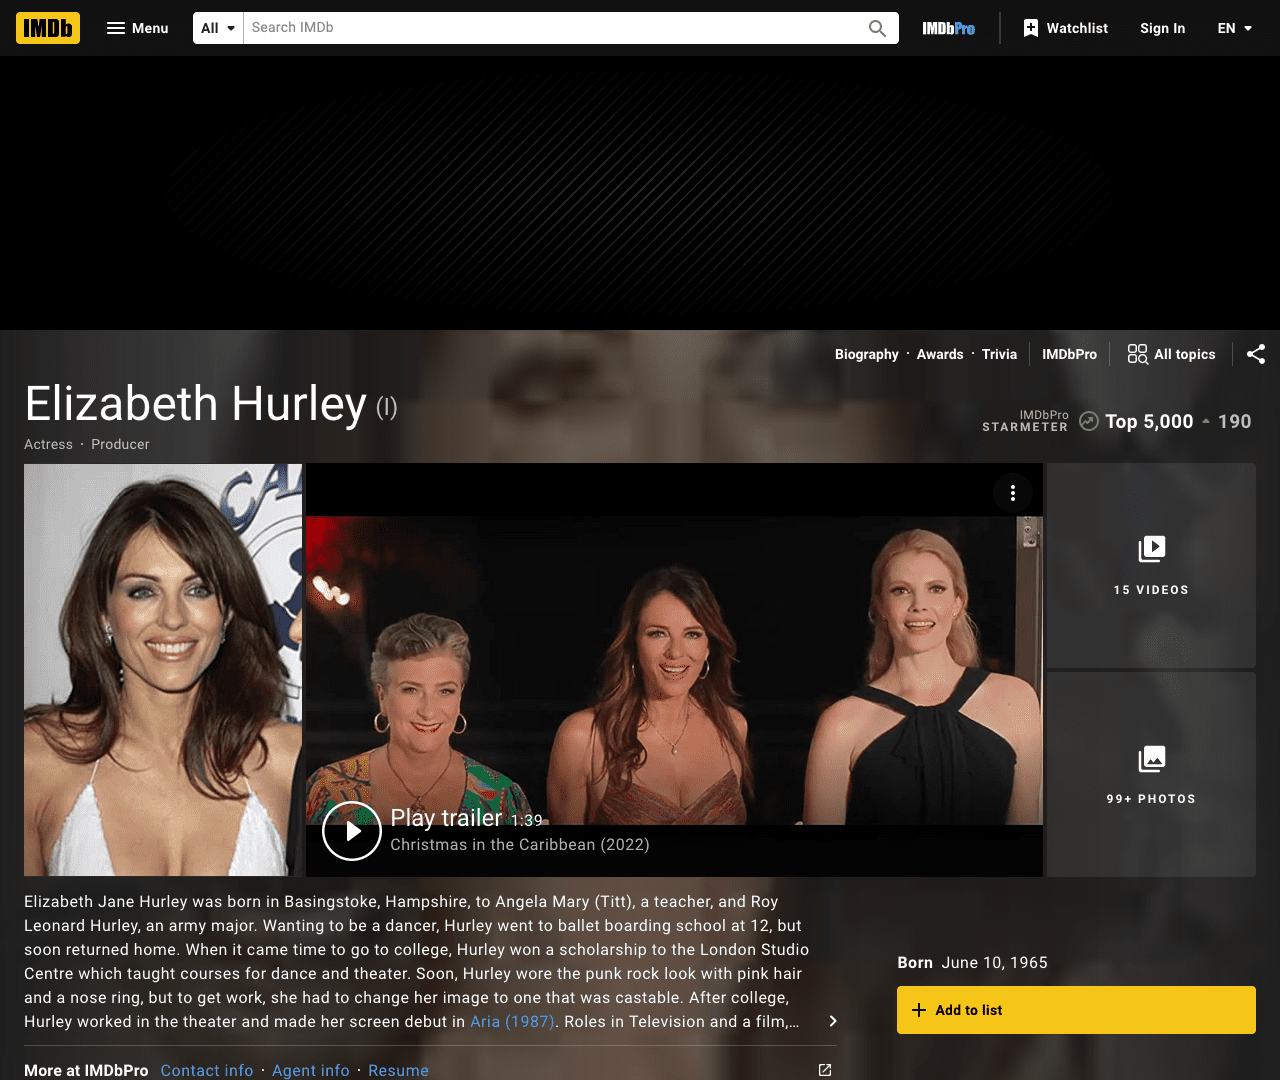 IMDb Menu All Search IMDb IMDbPro Watchlist Sign In EN
Biography · Awards · Trivia IMDbPro All topics
Elizabeth Hurley (I)
Actress · Producer
IMDbPro
STARMETER
Top 5,000 190
CA
15 VIDEOS
Play trailer 1:39
Christmas in the Caribbean (2022)
99+ PHOTOS
Elizabeth Jane Hurley was born in Basingstoke, Hampshire, to Angela Mary (Titt), a teacher, and Roy
Leonard Hurley, an army major. Wanting to be a dancer, Hurley went to ballet boarding school at 12, but
soon returned home. When it came time to go to college, Hurley won a scholarship to the London Studio
Centre which taught courses for dance and theater. Soon, Hurley wore the punk rock look with pink hair
and a nose ring, but to get work, she had to change her image to one that was castable. After college,
Hurley worked in the theater and made her screen debut in Aria (1987). Roles in Television and a film,...
Born June 10, 1965
Add to list
More at IMDbPro Contact info · Agent info · Resume